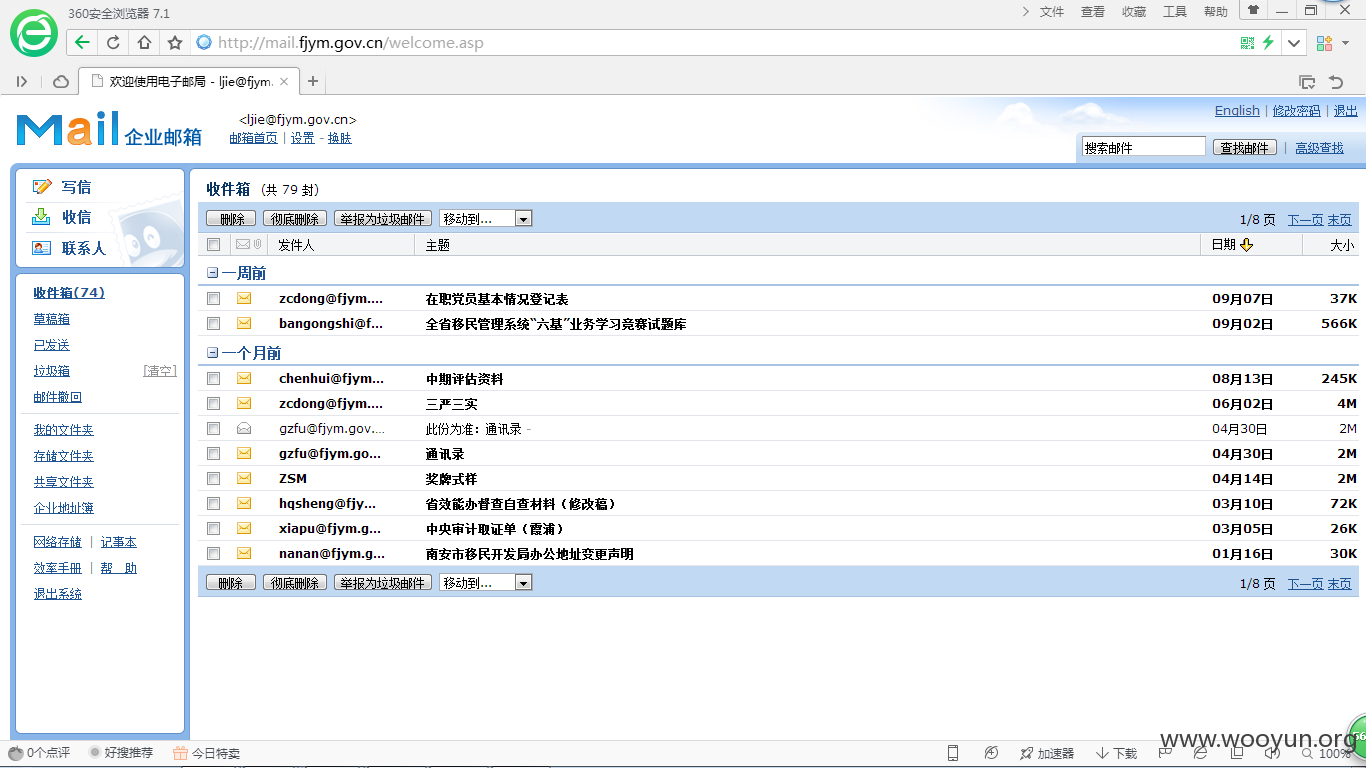 360安全浏览器 7.1
文件 查看 收藏 工具 帮助
http://mail.fjym.gov.cn/welcome.asp
欢迎使用电子邮局 - ljie@fjym.
Mail 企业邮箱
<ljie@fjym.gov.cn>
邮箱首页 | 设置 - 换肤
English | 修改密码 | 退出
搜索邮件 查找邮件 | 高级查找
写信
收信
联系人
收件箱(74)
草稿箱
已发送
垃圾箱 [清空]
邮件撤回
我的文件夹
存储文件夹
共享文件夹
企业地址簿
网络存储 | 记事本
效率手册 | 帮 助
退出系统
收件箱 (共 79 封)
删除 彻底删除 举报为垃圾邮件 移动到... 1/8 页 下一页 末页
发件人 主题 日期 大小
一周前
zcdong@fjym.... 在职党员基本情况登记表 09月07日 37K
bangongshi@f... 全省移民管理系统“六基”业务学习竞赛试题库 09月02日 566K
一个月前
chenhui@fjym... 中期评估资料 08月13日 245K
zcdong@fjym.... 三严三实 06月02日 4M
gzfu@fjym.gov.... 此份为准：通讯录 - 04月30日 2M
gzfu@fjym.go... 通讯录 04月30日 2M
ZSM 奖牌式样 04月14日 2M
hqsheng@fjy... 省效能办督查自查材料（修改稿） 03月10日 72K
xiapu@fjym.g... 中央审计取证单（霞浦） 03月05日 26K
nanan@fjym.g... 南安市移民开发局办公地址变更声明 01月16日 30K
删除 彻底删除 举报为垃圾邮件 移动到... 1/8 页 下一页 末页
www.wooyun.org
0个点评 好搜推荐 今日特卖 加速器 下载 100%